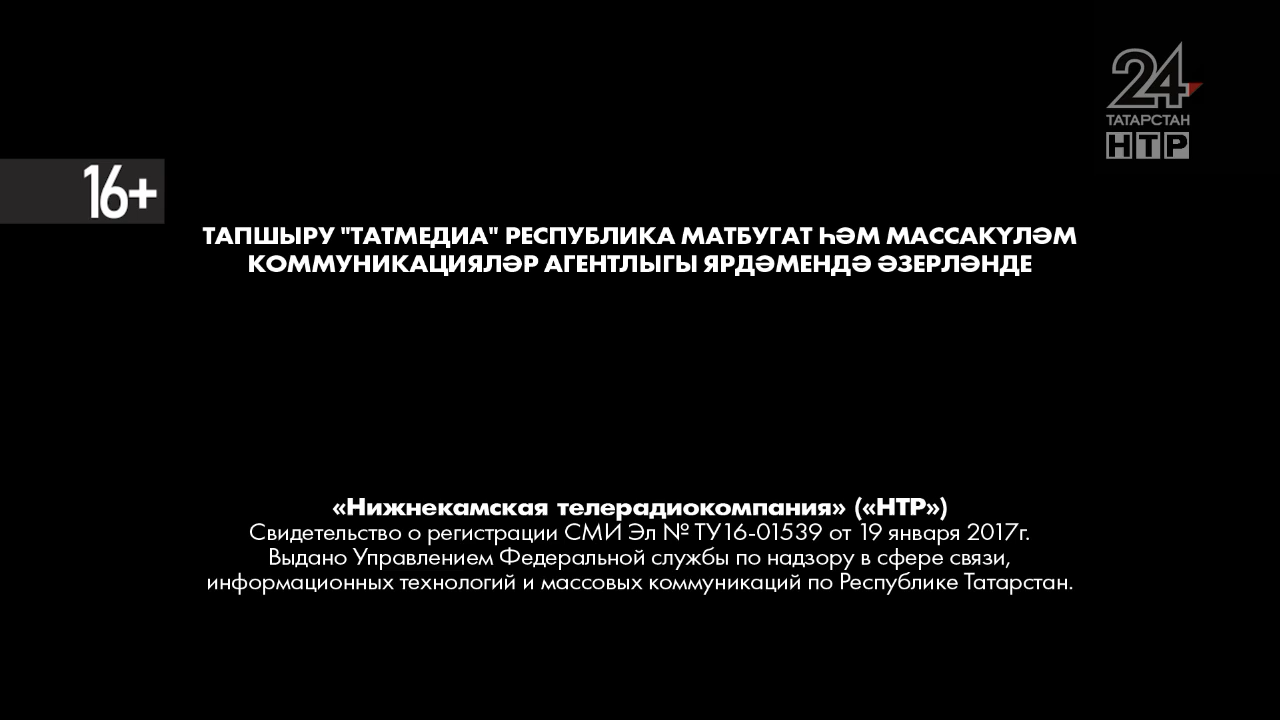 24
ТАТАРСТАН
НТР
16+
ТАПШЫРУ "ТАТМЕДИА" РЕСПУБЛИКА МАТБУГАТ ҺӘМ МАССАКҮЛӘМ
КОММУНИКАЦИЯЛӘР АГЕНТЛЫГЫ ЯРДӘМЕНДӘ ӘЗЕРЛӘНДЕ
«Нижнекамская телерадиокомпания» («НТР»)
Свидетельство о регистрации СМИ Эл № ТУ16-01539 от 19 января 2017г.
Выдано Управлением Федеральной службы по надзору в сфере связи,
информационных технологий и массовых коммуникаций по Республике Татарстан.